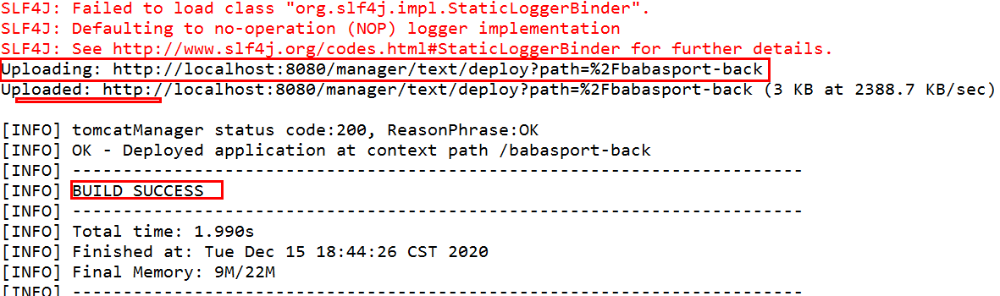 SLF4J: Failed to load class "org.slf4j.impl.StaticLoggerBinder".
SLF4J: Defaulting to no-operation (NOP) logger implementation
SLF4J: See http://www.slf4j.org/codes.html#StaticLoggerBinder for further details.
Uploading: http://localhost:8080/manager/text/deploy?path=%2Fbabasport-back
Uploaded: http://localhost:8080/manager/text/deploy?path=%2Fbabasport-back (3 KB at 2388.7 KB/sec)
[INFO] tomcatManager status code:200, ReasonPhrase:OK
[INFO] OK - Deployed application at context path /babasport-back
[INFO] ------------------------------------------------------------------------
[INFO] BUILD SUCCESS
[INFO] ------------------------------------------------------------------------
[INFO] Total time: 1.990s
[INFO] Finished at: Tue Dec 15 18:44:26 CST 2020
[INFO] Final Memory: 9M/22M
[INFO] ------------------------------------------------------------------------